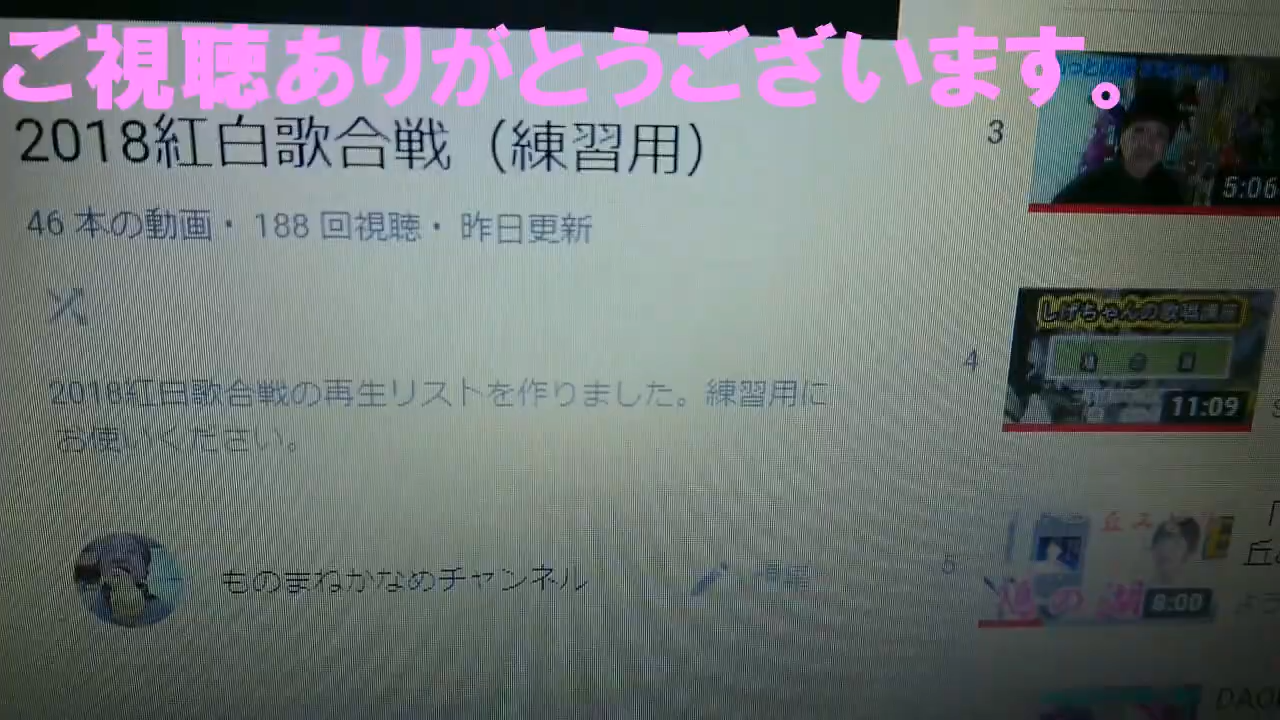 ご視聴ありがとうございます。
2018紅白歌合戦（練習用）
46 本の動画・188 回視聴・昨日更新
2018紅白歌合戦の再生リストを作りました。練習用に
お使いください。
ものまねかなめチャンネル
編集
3
5:06
4
しげちゃんの歌唱講座
11:09
5
8:00
DAO